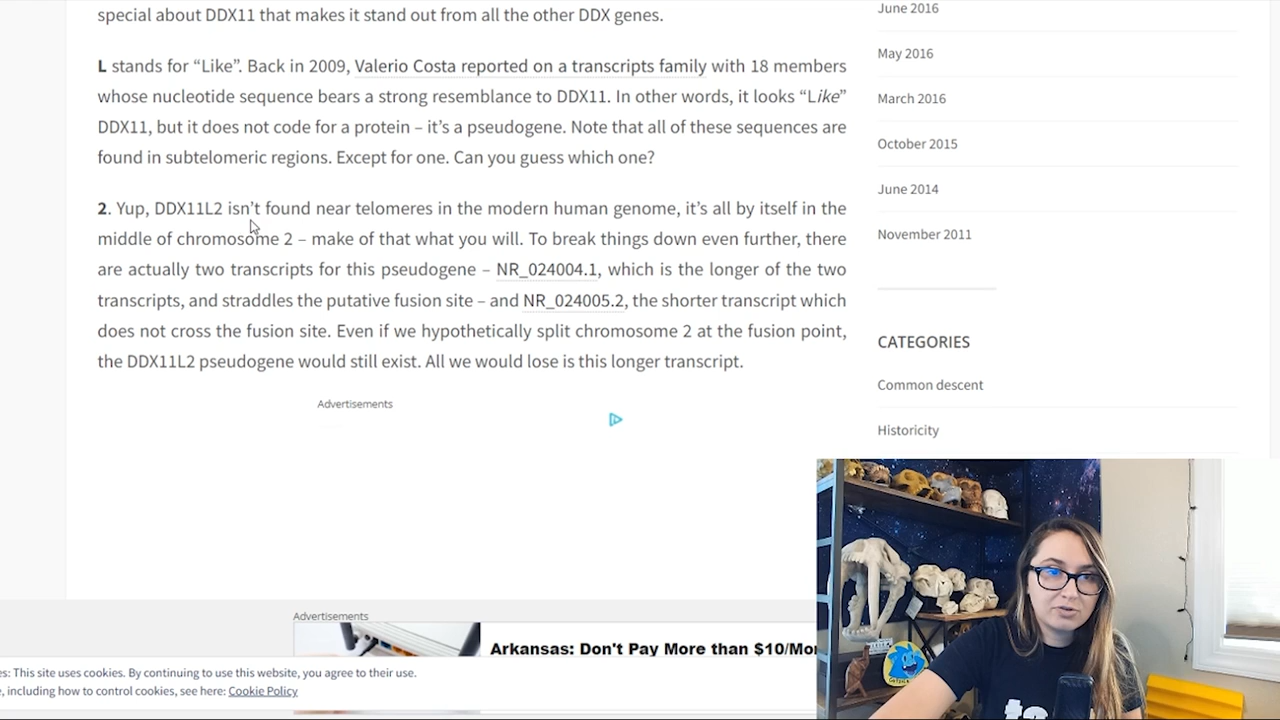 special about DDX11 that makes it stand out from all the other DDX genes.
L stands for “Like”. Back in 2009, Valerio Costa reported on a transcripts family with 18 members
whose nucleotide sequence bears a strong resemblance to DDX11. In other words, it looks “Like”
DDX11, but it does not code for a protein – it’s a pseudogene. Note that all of these sequences are
found in subtelomeric regions. Except for one. Can you guess which one?
2. Yup, DDX11L2 isn’t found near telomeres in the modern human genome, it’s all by itself in the
middle of chromosome 2 – make of that what you will. To break things down even further, there
are actually two transcripts for this pseudogene – NR_024004.1, which is the longer of the two
transcripts, and straddles the putative fusion site – and NR_024005.2, the shorter transcript which
does not cross the fusion site. Even if we hypothetically split chromosome 2 at the fusion point,
the DDX11L2 pseudogene would still exist. All we would lose is this longer transcript.
Advertisements
June 2016
May 2016
March 2016
October 2015
June 2014
November 2011
CATEGORIES
Common descent
Historicity
Advertisements
Arkansas: Don't Pay More than $10/Mo
es: This site uses cookies. By continuing to use this website, you agree to their use.
, including how to control cookies, see here: Cookie Policy